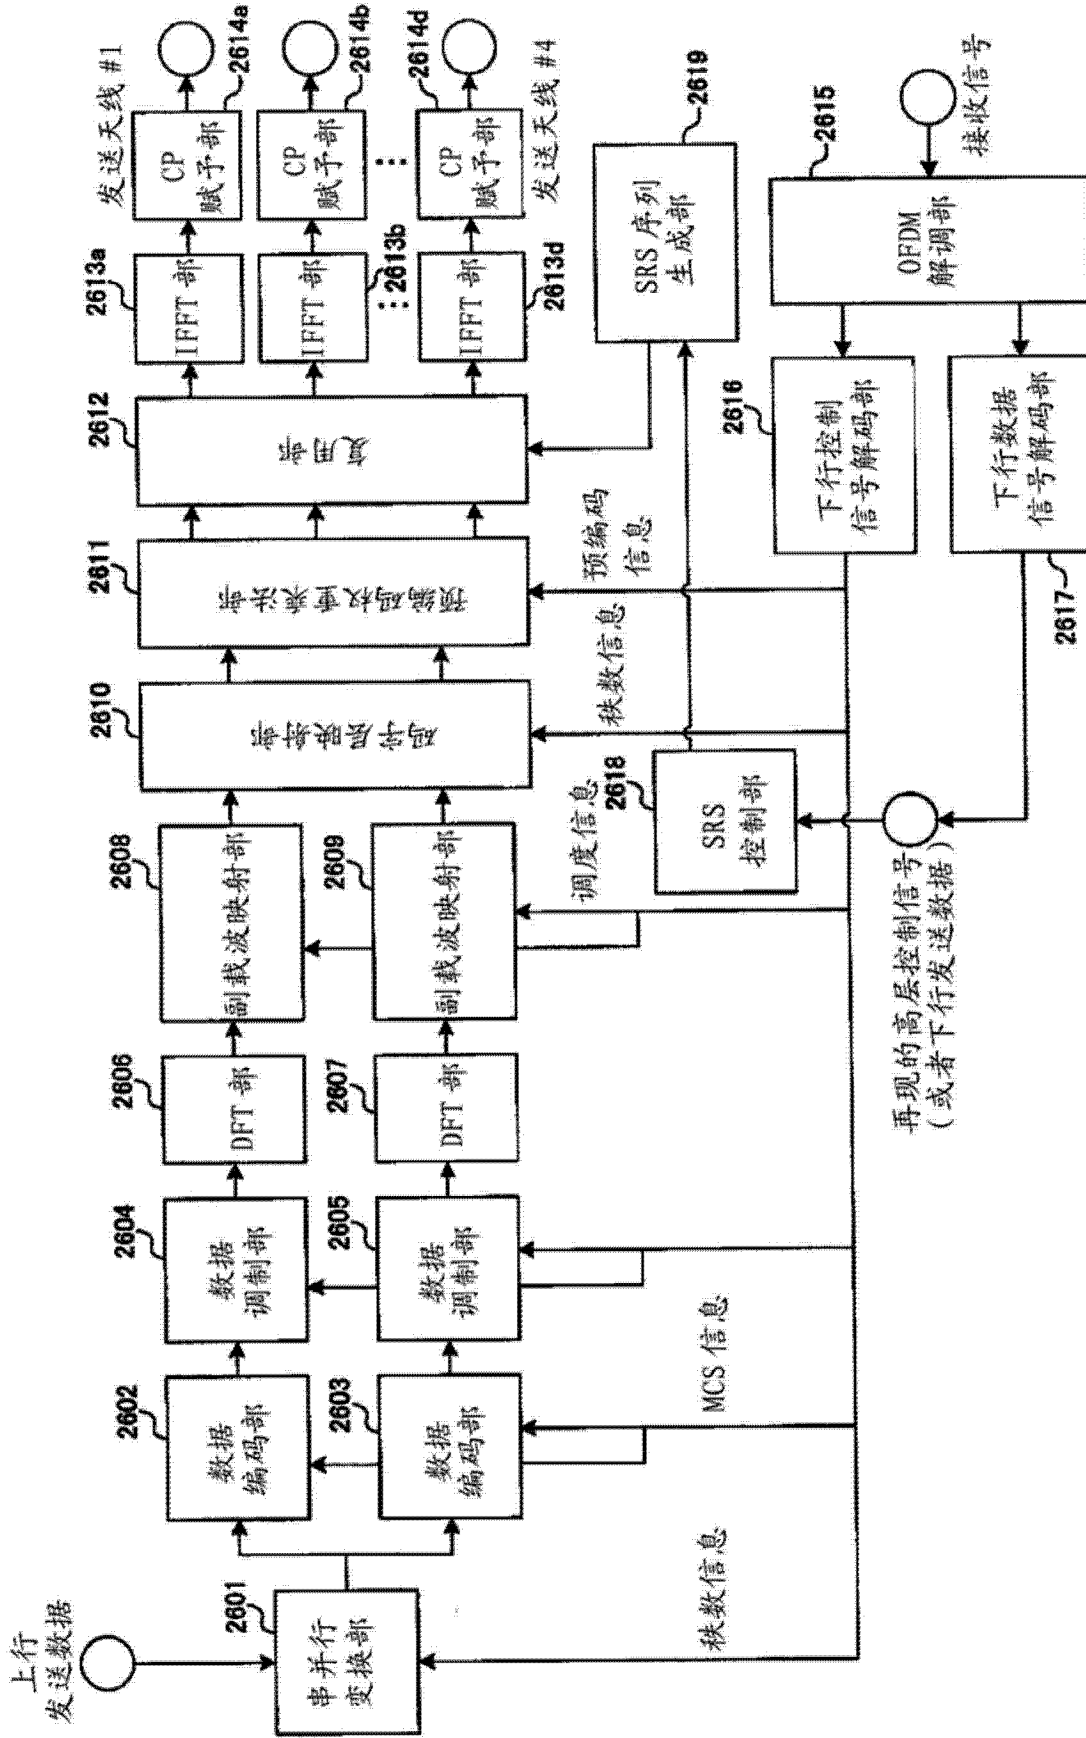 上行
发送数据
2601
串并行
变换部
2602
数据
编码部
2603
数据
编码部
2604
数据
调制部
2605
数据
调制部
2606
DFT 部
2607
DFT 部
2608
副载波映射部
2609
副载波映射部
2610
码字层映射部
2611
预编码权重乘法部
2612
复用部
2613a
IFFT 部
2613b
IFFT 部
2613d
IFFT 部
发送天线 #1
CP
赋予部
2614a
CP
赋予部
2614b
CP
赋予部
2614d
发送天线 #4
秩数信息
MCS 信息
调度信息
秩数信息
预编码
信息
2618
SRS
控制部
2619
SRS 序列
生成部
2616
下行控制
信号解码部
2617
下行数据
信号解码部
2615
OFDM
解调部
接收信号
再现的高层控制信号
(或者下行发送数据)